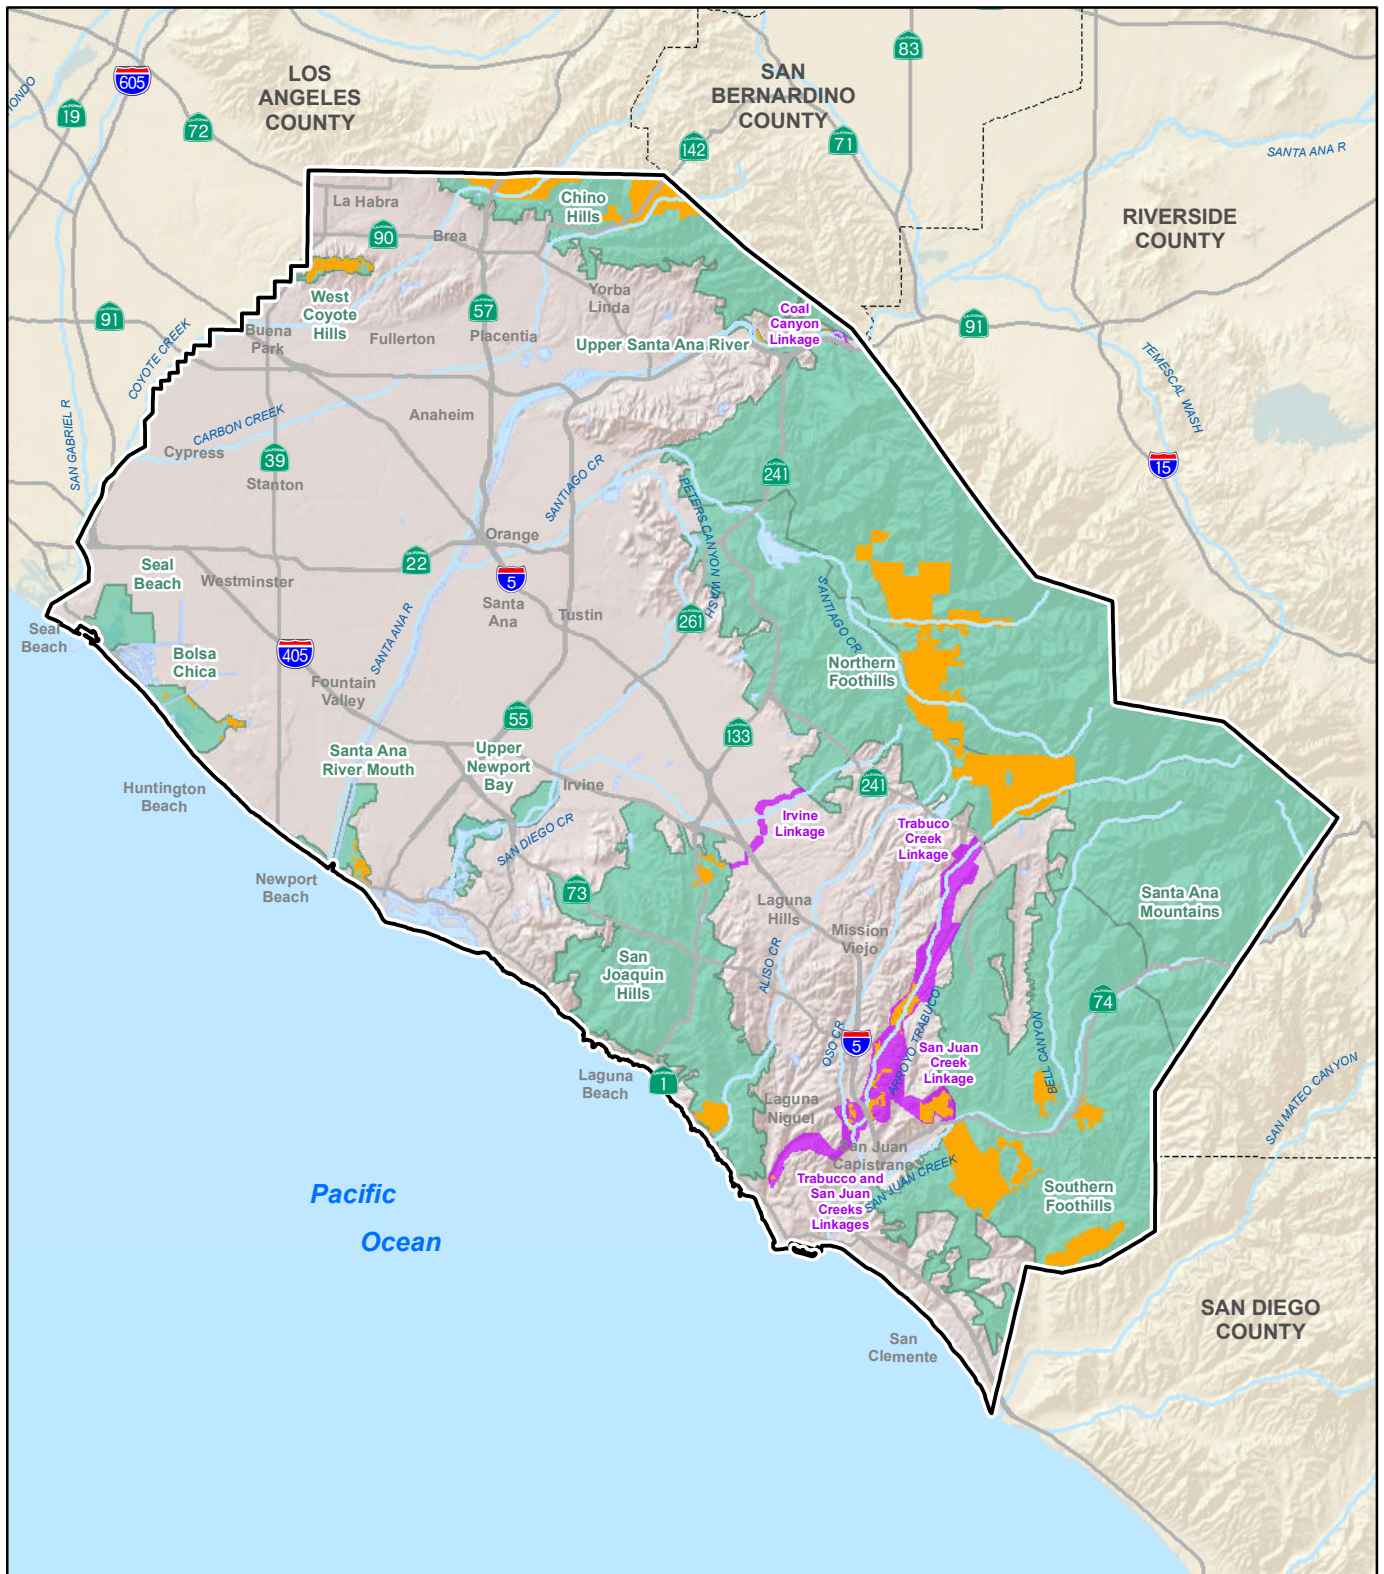 LOS
ANGELES
COUNTY
SAN
BERNARDINO
COUNTY
RIVERSIDE
COUNTY
SAN DIEGO
COUNTY
605
19
72
83
142
71
SANTA ANA R
La Habra
90
Brea
Chino
Hills
West
Coyote
Hills
57
Yorba
Linda
Coal
Canyon
Linkage
91
91
Buena
Park
Fullerton
Placentia
Upper Santa Ana River
COYOTE CREEK
TEMESCAL WASH
SAN GABRIEL R
CARBON CREEK
Anaheim
Cypress
39
Stanton
241
15
SANTIAGO CR
PETERS CANYON WASH
Orange
22
5
Seal
Beach
Westminster
Santa
Ana
Tustin
261
SANTIAGO CR
Seal
Beach
SANTA ANA R
405
Bolsa
Chica
Fountain
Valley
Northern
Foothills
55
133
Santa Ana
River Mouth
Upper
Newport
Bay
Irvine
241
Huntington
Beach
Irvine
Linkage
Trabuco
Creek
Linkage
SAN DIEGO CR
Newport
Beach
73
Laguna
Hills
Mission
Viejo
Santa Ana
Mountains
San
Joaquin
Hills
ALISO CR
74
OSO CR
5
ARROYO TRABUCO
San Juan
Creek
Linkage
BELL CANYON
Laguna
Beach
1
Laguna
Niguel
SAN MATEO CANYON
San Juan
Capistrano
SAN JUAN CREEK
Trabucco and
San Juan
Creeks
Linkages
Southern
Foothills
Pacific
Ocean
San
Clemente